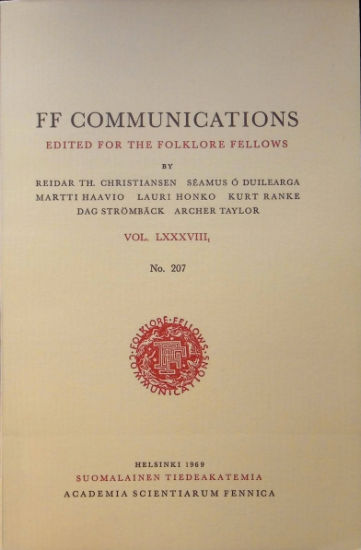 FF COMMUNICATIONS
EDITED FOR THE FOLKLORE FELLOWS
BY
REIDAR TH. CHRISTIANSEN SÉAMUS Ó DUILEARGA
MARTTI HAAVIO LAURI HONKO KURT RANKE
DAG STRÖMBÄCK ARCHER TAYLOR
VOL. LXXXVIII₁
No. 207
FOLKLORE · FELLOWS · COMMUNICATIONS
HELSINKI 1969
SUOMALAINEN TIEDEAKATEMIA
ACADEMIA SCIENTIARUM FENNICA